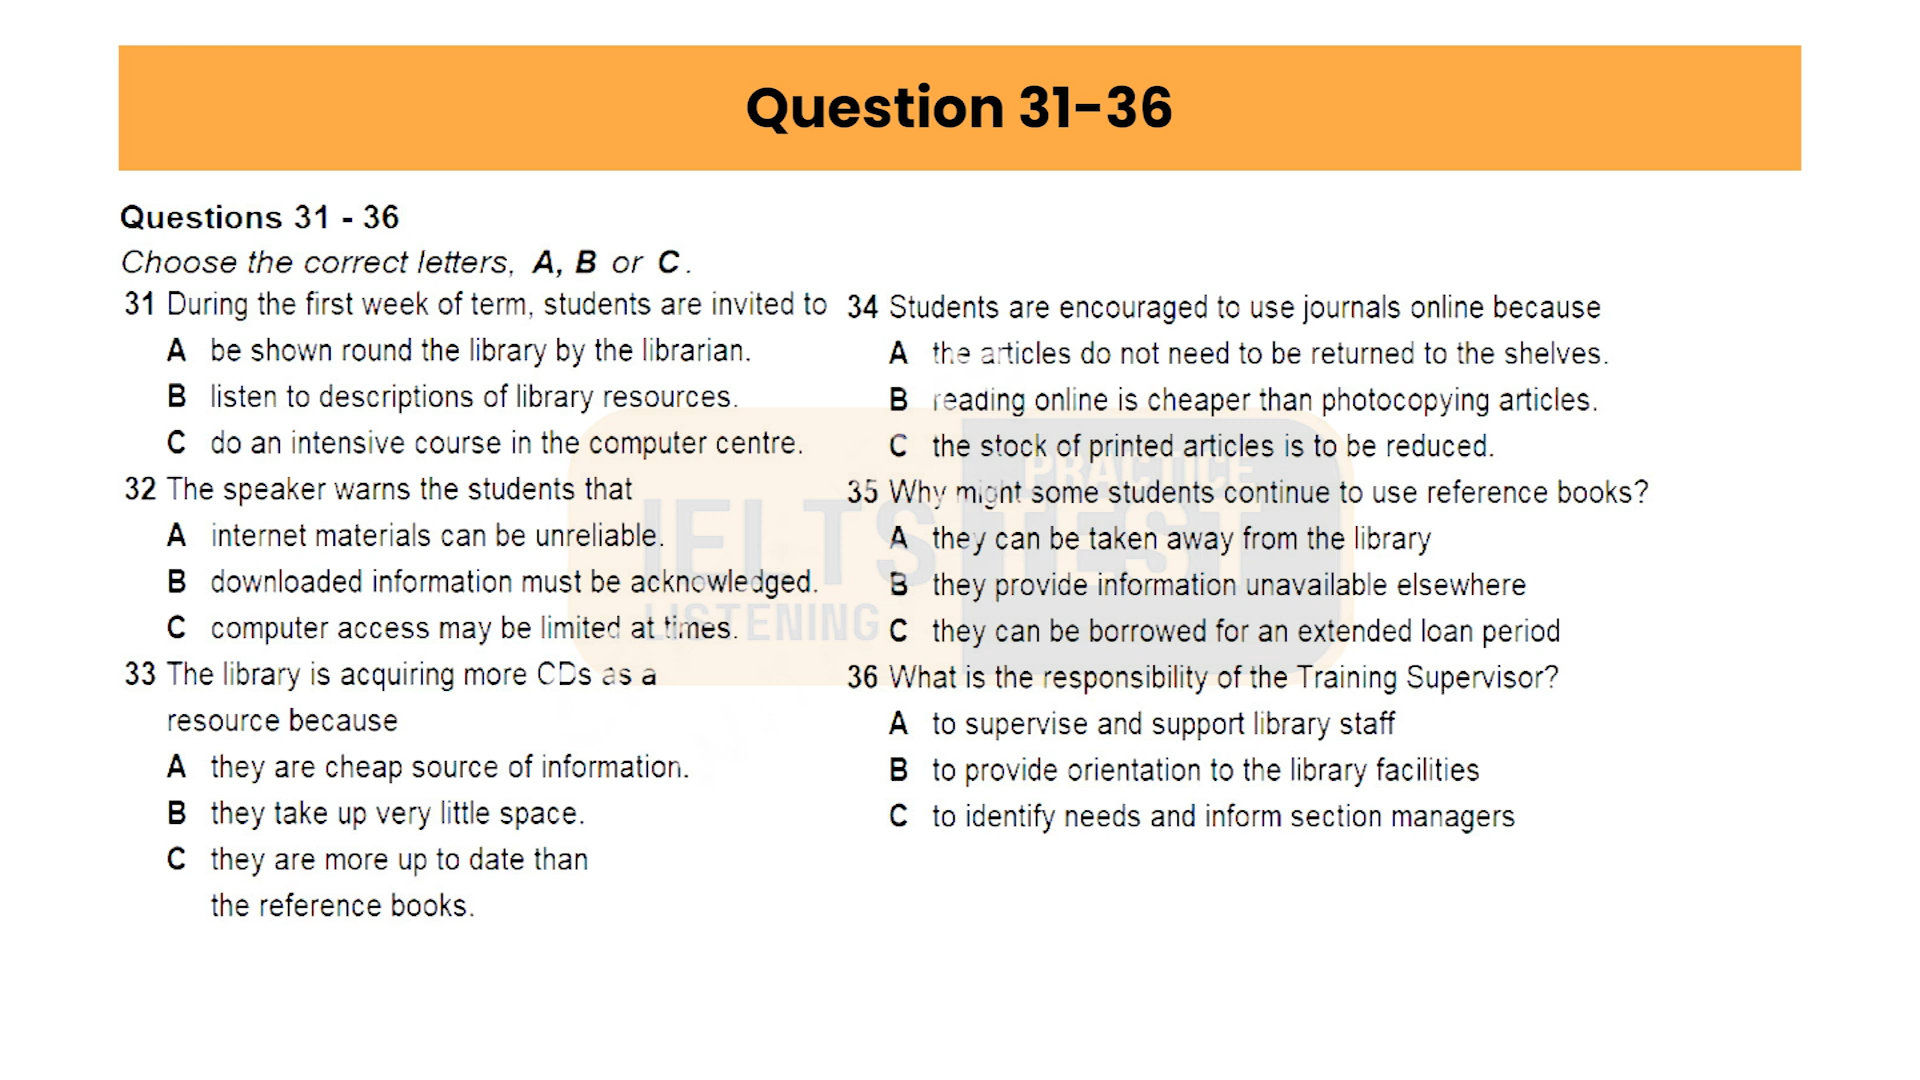 Question 31-36
Questions 31 - 36
Choose the correct letters, A, B or C.
31 During the first week of term, students are invited to
A be shown round the library by the librarian.
B listen to descriptions of library resources.
C do an intensive course in the computer centre.
32 The speaker warns the students that
A internet materials can be unreliable.
B downloaded information must be acknowledged.
C computer access may be limited at times.
33 The library is acquiring more CDs as a
resource because
A they are cheap source of information.
B they take up very little space.
C they are more up to date than
the reference books.
34 Students are encouraged to use journals online because
A the articles do not need to be returned to the shelves.
B reading online is cheaper than photocopying articles.
C the stock of printed articles is to be reduced.
35 Why might some students continue to use reference books?
A they can be taken away from the library
B they provide information unavailable elsewhere
C they can be borrowed for an extended loan period
36 What is the responsibility of the Training Supervisor?
A to supervise and support library staff
B to provide orientation to the library facilities
C to identify needs and inform section managers
IELTS
LISTENING
PRACTICE
TEST